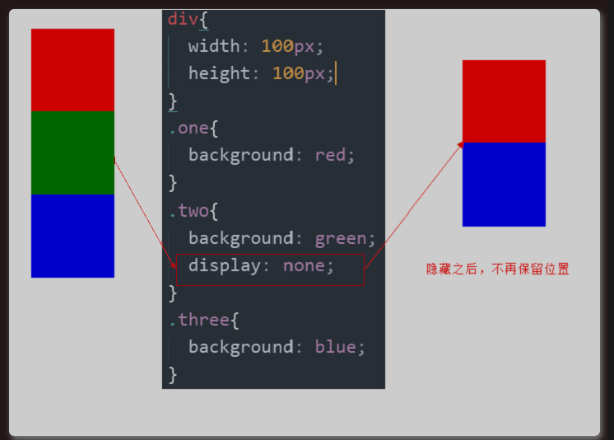 div{
width: 100px;
height: 100px;
}
.one{
background: red;
}
.two{
background: green;
display: none;
}
.three{
background: blue;
}
隐藏之后，不再保留位置